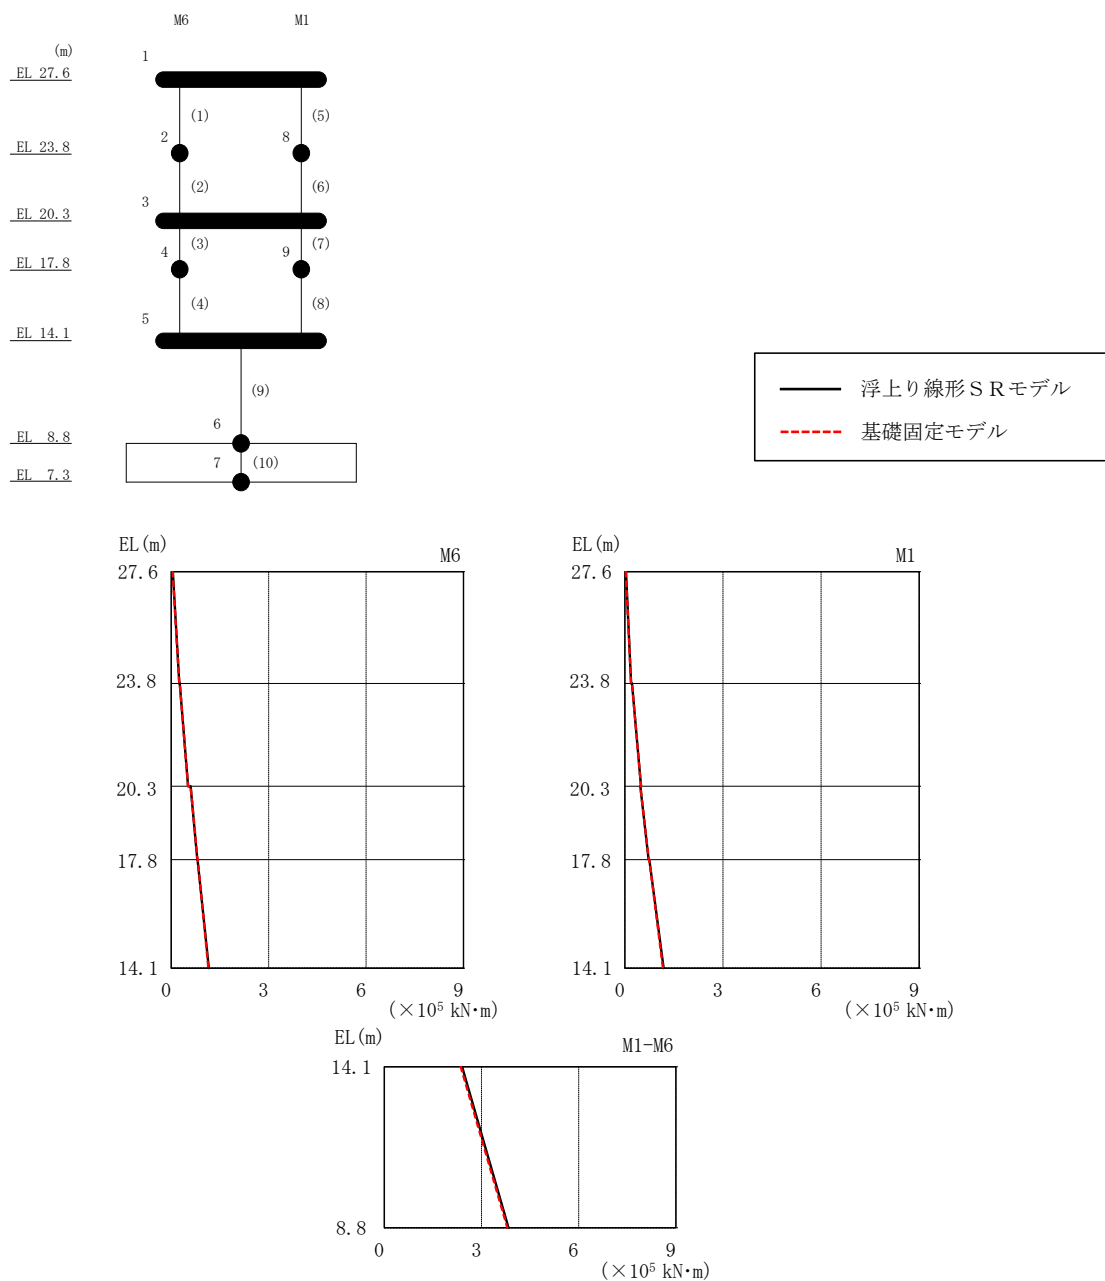 M6 M1
(m)
1
EL 27.6
(1) (5)
2 8
EL 23.8
(2) (6)
3
EL 20.3
(3) (7)
4 9
EL 17.8
(4) (8)
5
EL 14.1
(9)
6
EL 8.8
7 (10)
EL 7.3
浮上り線形SRモデル
基礎固定モデル
EL(m)
M6
27.6
23.8
20.3
17.8
14.1
0 3 6 9
(×10⁵ kN・m)
EL(m)
M1
27.6
23.8
20.3
17.8
14.1
0 3 6 9
(×10⁵ kN・m)
EL(m)
M1-M6
14.1
8.8
0 3 6 9
(×10⁵ kN・m)